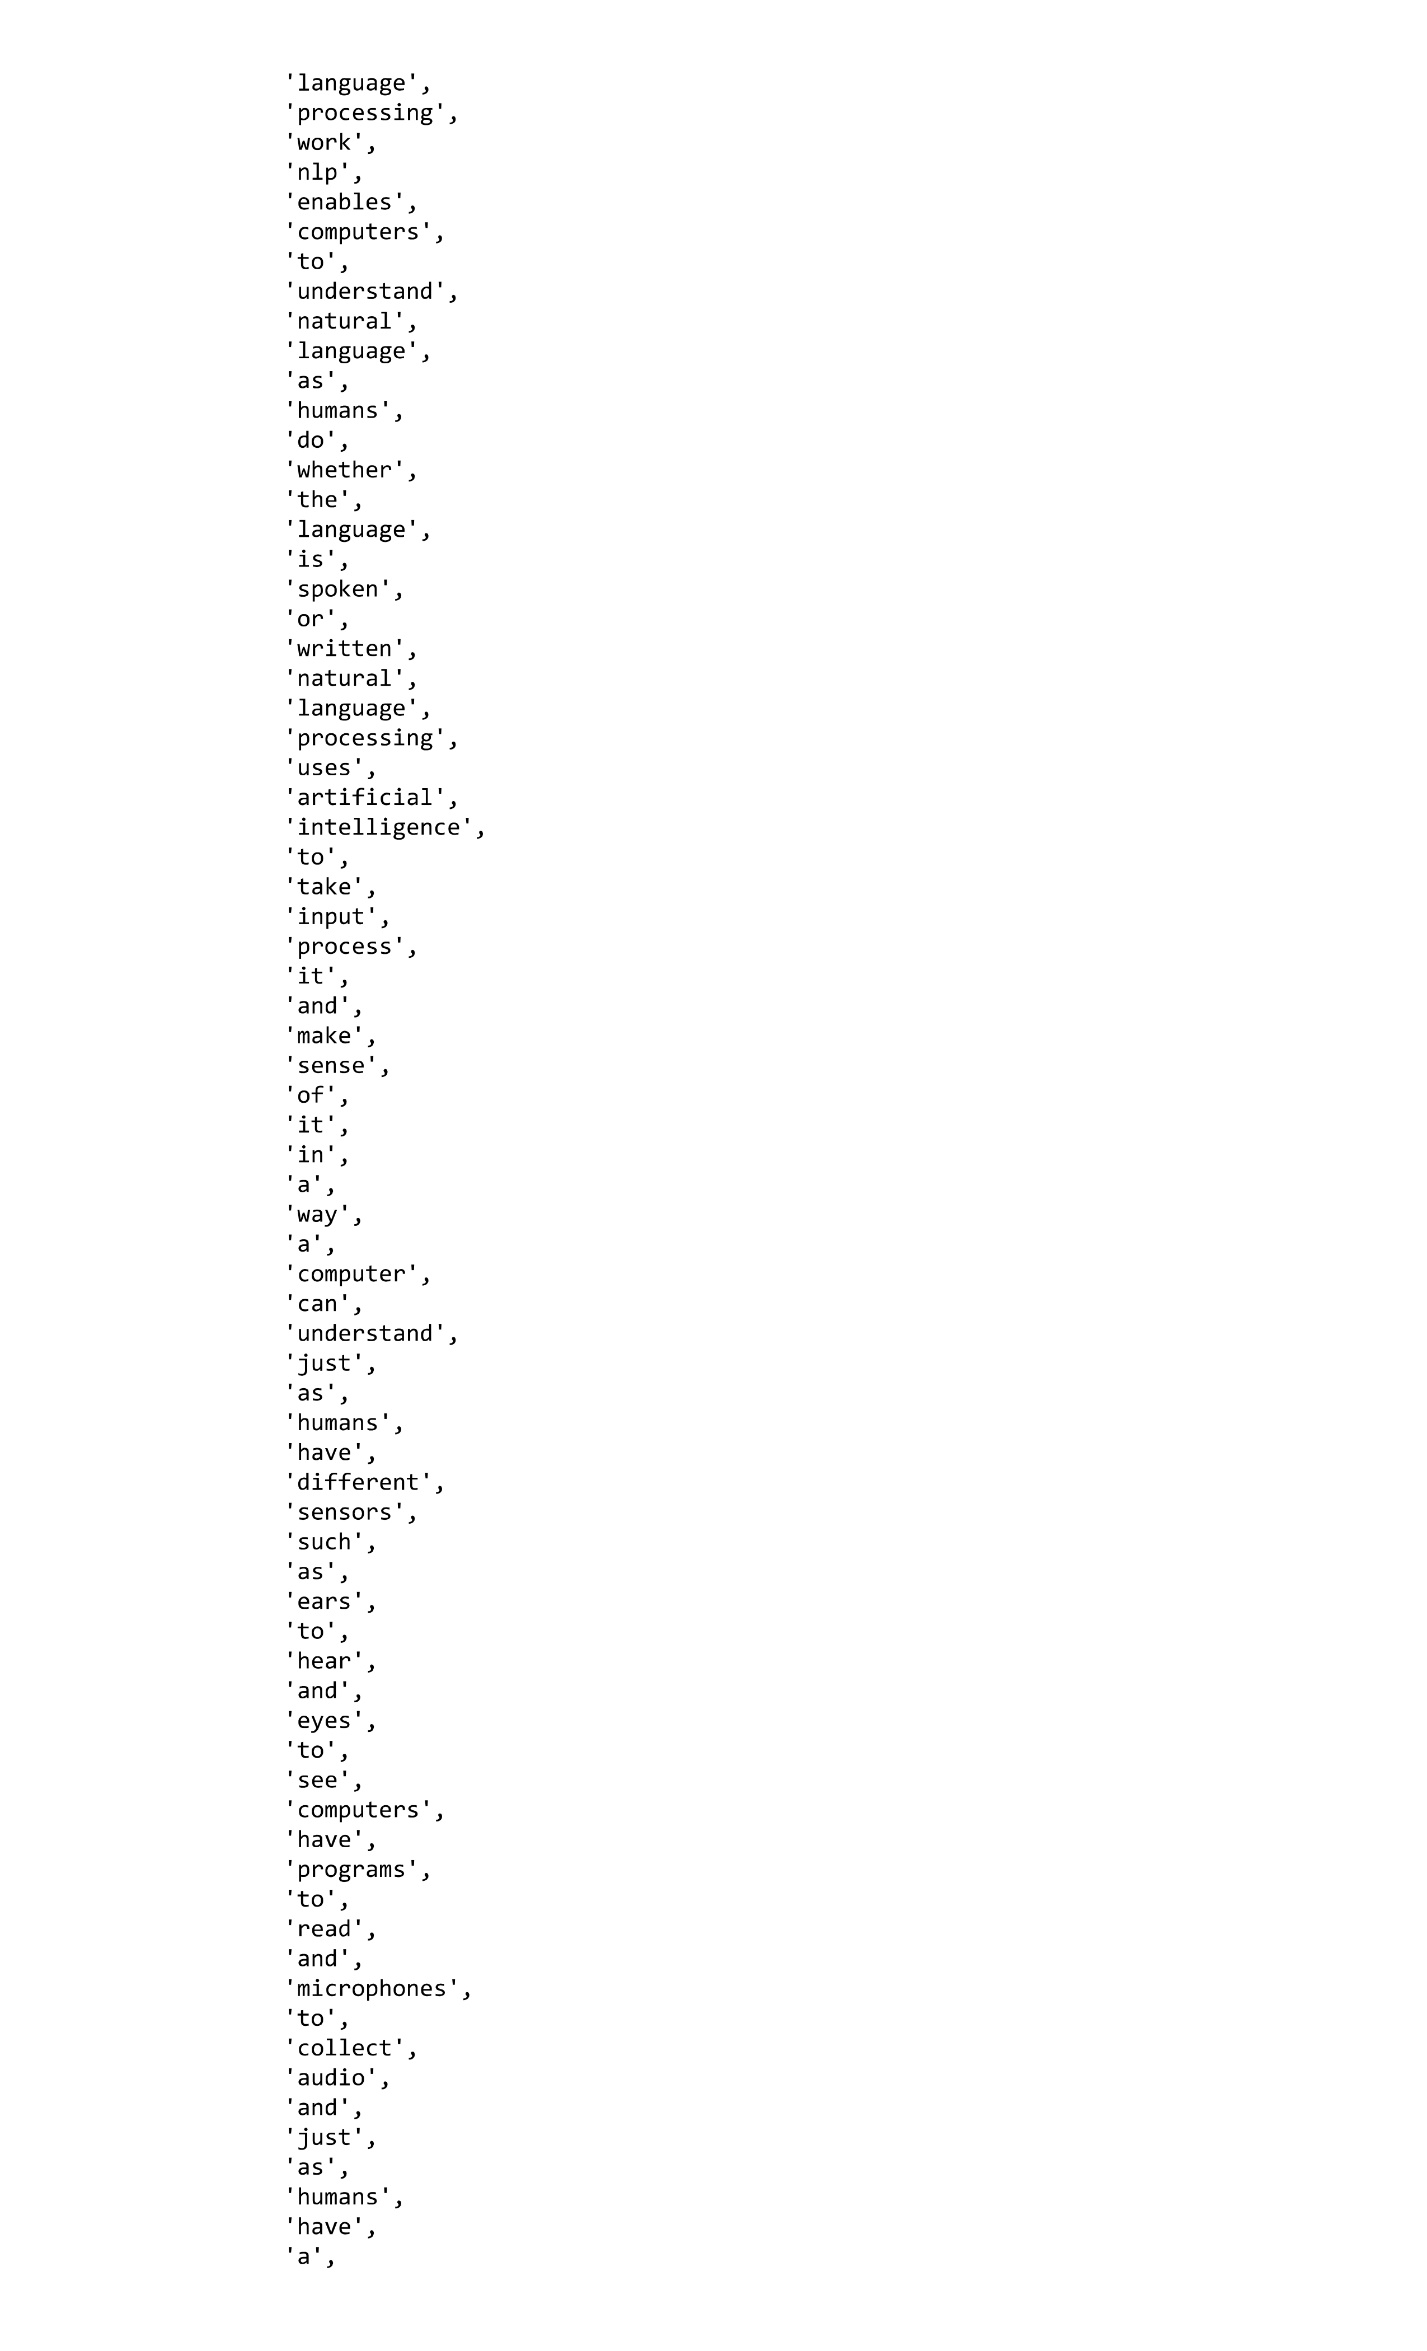 'language',
'processing',
'work',
'nlp',
'enables',
'computers',
'to',
'understand',
'natural',
'language',
'as',
'humans',
'do',
'whether',
'the',
'language',
'is',
'spoken',
'or',
'written',
'natural',
'language',
'processing',
'uses',
'artificial',
'intelligence',
'to',
'take',
'input',
'process',
'it',
'and',
'make',
'sense',
'of',
'it',
'in',
'a',
'way',
'a',
'computer',
'can',
'understand',
'just',
'as',
'humans',
'have',
'different',
'sensors',
'such',
'as',
'ears',
'to',
'hear',
'and',
'eyes',
'to',
'see',
'computers',
'have',
'programs',
'to',
'read',
'and',
'microphones',
'to',
'collect',
'audio',
'and',
'just',
'as',
'humans',
'have',
'a',